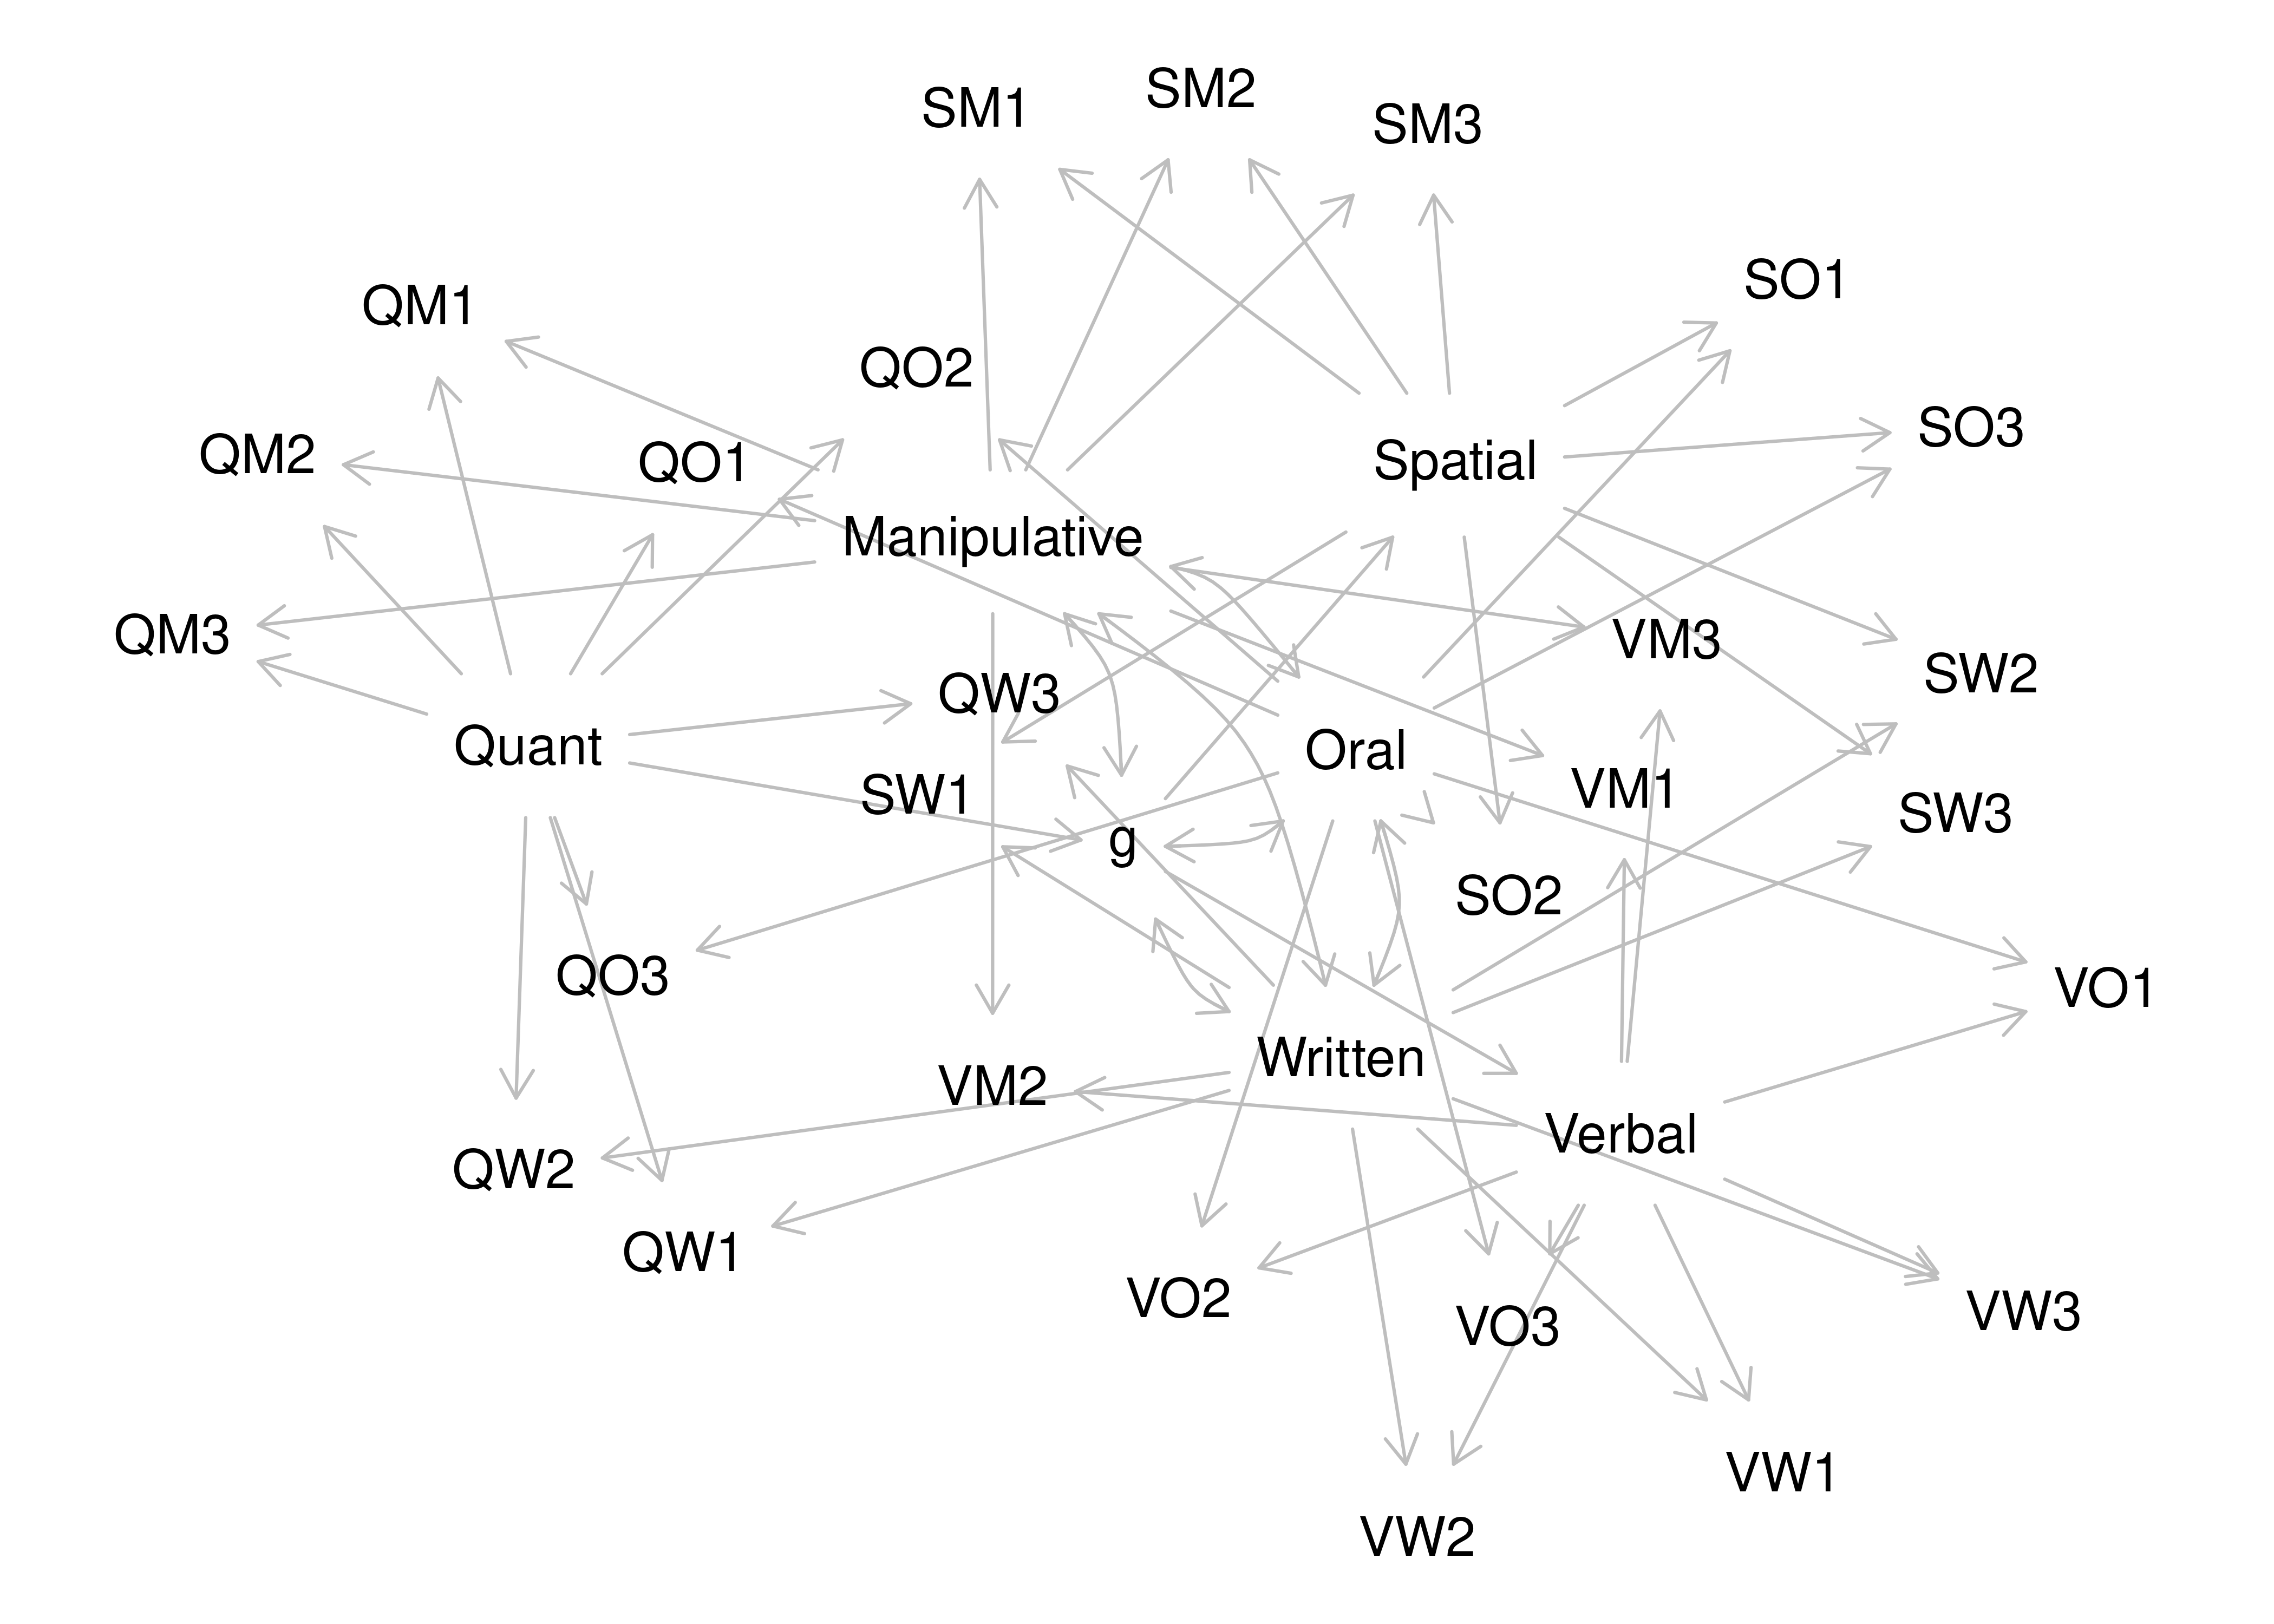 SM2
SM1
SM3
SO1
QM1
QO2
SO3
QM2
QO1
Spatial
Manipulative
QM3
VM3
SW2
QW3
Quant
Oral
VM1
SW1
SW3
g
SO2
QO3
VO1
Written
VM2
Verbal
QW2
QW1
VO2
VW3
VO3
VW1
VW2